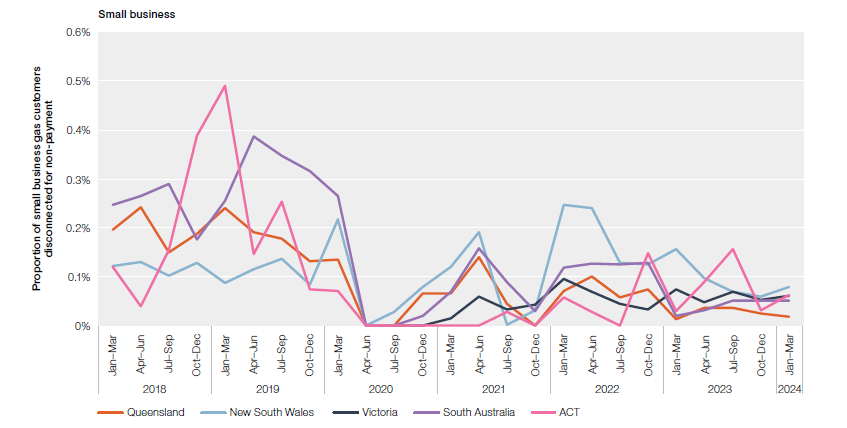 Small business
Proportion of small business gas customers
disconnected for non-payment
0.6%
0.5%
0.4%
0.3%
0.2%
0.1%
0%
Jan–Mar
Apr–Jun
Jul–Sep
Oct–Dec
Jan–Mar
Apr–Jun
Jul–Sep
Oct–Dec
Jan–Mar
Apr–Jun
Jul–Sep
Oct–Dec
Jan–Mar
Apr–Jun
Jul–Sep
Oct–Dec
Jan–Mar
Apr–Jun
Jul–Sep
Oct–Dec
Jan–Mar
Apr–Jun
Jul–Sep
Oct–Dec
Jan–Mar
2018 2019 2020 2021 2022 2023 2024
Queensland New South Wales Victoria South Australia ACT